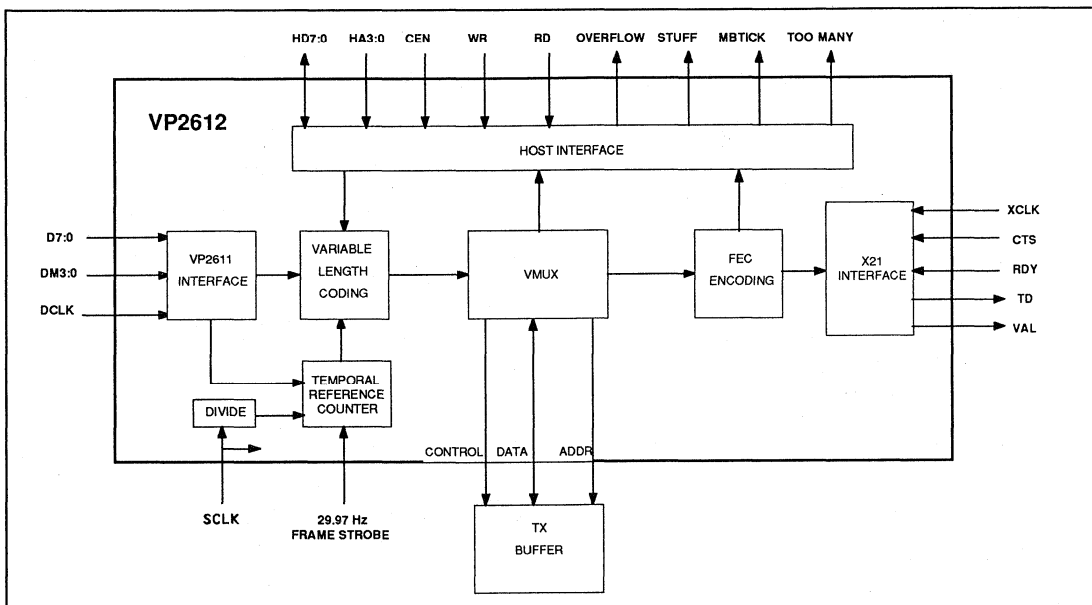 HD7:0 HA3:0 CEN WR RD OVERFLOW STUFF MBTICK TOO MANY
VP2612
HOST INTERFACE
D7:0
DM3:0
DCLK
VP2611
INTERFACE
VARIABLE
LENGTH
CODING
VMUX
FEC
ENCODING
X21
INTERFACE
XCLK
CTS
RDY
TD
VAL
TEMPORAL
REFERENCE
COUNTER
DIVIDE
CONTROL DATA ADDR
SCLK
29.97 Hz
FRAME STROBE
TX
BUFFER